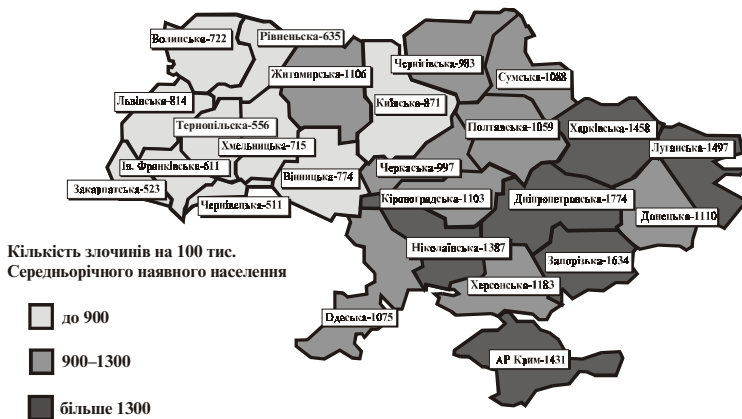 Волинська-722
Рівненьська-635
Житомирська-1106
Чернігівська-983
Сумська-1088
Київська-871
Львівська-814
Тернопільска-556
Хмельницька-715
Полтавська-1059
Харківська-1458
Луганська-1497
Ів. Франківська-611
Вінницька-774
Черкаська-997
Закарпатська-523
Чернівецька-511
Кіровоградська-1103
Дніпропетровська-1774
Донецька-1110
Ніколаївська-1387
Запорізька-1634
Херсонська-1183
Одеська-1075
АР Крим-1431
Кількість злочинів на 100 тис.
Середньорічного наявного населення
до 900
900–1300
більше 1300